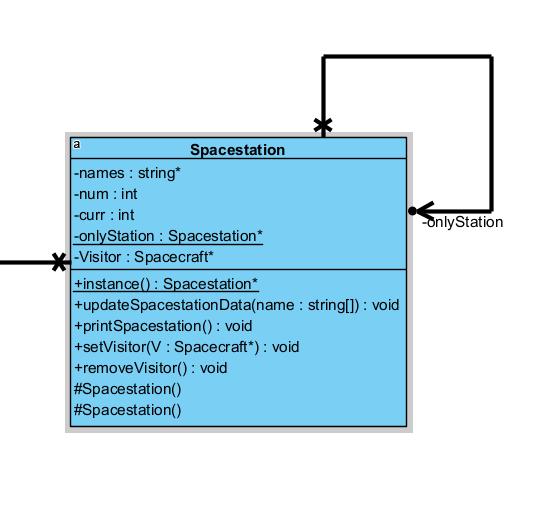 a
Spacestation
-names : string*
-num : int
-curr : int
-onlyStation : Spacestation*
-Visitor : Spacecraft*
+instance() : Spacestation*
+updateSpacestationData(name : string[]) : void
+printSpacestation() : void
+setVisitor(V : Spacecraft*) : void
+removeVisitor() : void
#Spacestation()
#Spacestation()
-onlyStation